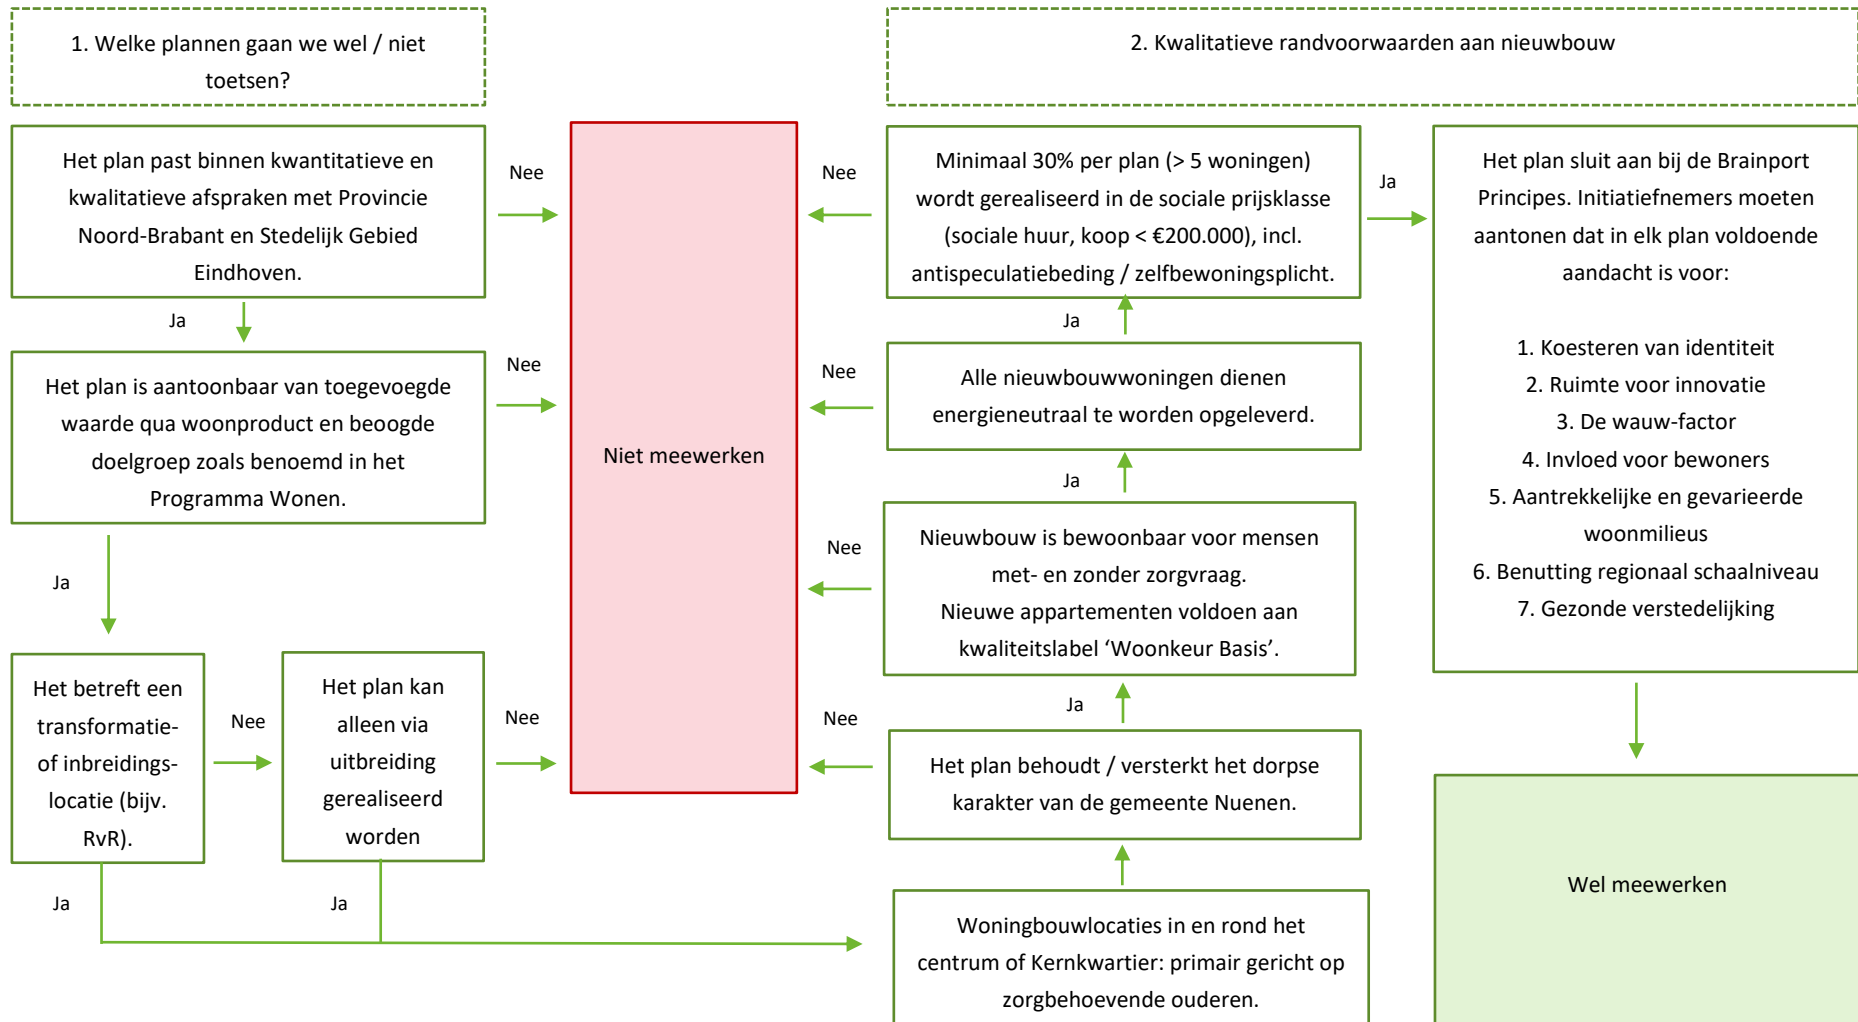 1. Welke plannen gaan we wel / niet
toetsen?
2. Kwalitatieve randvoorwaarden aan nieuwbouw
Het plan past binnen kwantitatieve en
kwalitatieve afspraken met Provincie
Noord-Brabant en Stedelijk Gebied
Eindhoven.
Nee
Ja
Het plan is aantoonbaar van toegevoegde
waarde qua woonproduct en beoogde
doelgroep zoals benoemd in het
Programma Wonen.
Nee
Ja
Het betreft een
transformatie-
of inbreidings-
locatie (bijv.
RvR).
Nee
Ja
Het plan kan
alleen via
uitbreiding
gerealiseerd
worden
Nee
Ja
Niet meewerken
Minimaal 30% per plan (> 5 woningen)
wordt gerealiseerd in de sociale prijsklasse
(sociale huur, koop < €200.000), incl.
antispeculatiebeding / zelfbewoningsplicht.
Nee
Ja
Ja
Alle nieuwbouwwoningen dienen
energieneutraal te worden opgeleverd.
Nee
Ja
Nieuwbouw is bewoonbaar voor mensen
met- en zonder zorgvraag.
Nieuwe appartementen voldoen aan
kwaliteitslabel ‘Woonkeur Basis’.
Nee
Ja
Het plan behoudt / versterkt het dorpse
karakter van de gemeente Nuenen.
Nee
Woningbouwlocaties in en rond het
centrum of Kernkwartier: primair gericht op
zorgbehoevende ouderen.
Het plan sluit aan bij de Brainport
Principes. Initiatiefnemers moeten
aantonen dat in elk plan voldoende
aandacht is voor:
1. Koesteren van identiteit
2. Ruimte voor innovatie
3. De wauw-factor
4. Invloed voor bewoners
5. Aantrekkelijke en gevarieerde
woonmilieus
6. Benutting regionaal schaalniveau
7. Gezonde verstedelijking
Wel meewerken